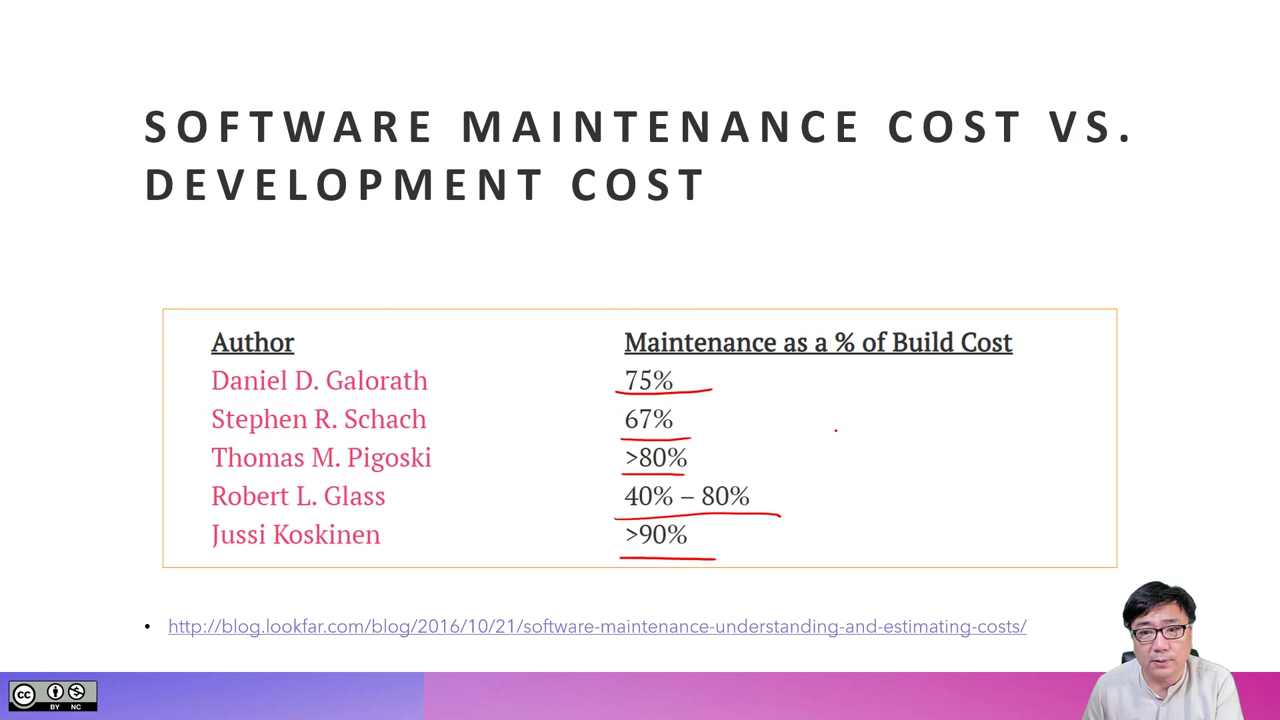 SOFTWARE MAINTENANCE COST VS.
DEVELOPMENT COST
Author Maintenance as a % of Build Cost
Daniel D. Galorath 75%
Stephen R. Schach 67%
Thomas M. Pigoski >80%
Robert L. Glass 40% – 80%
Jussi Koskinen >90%
• http://blog.lookfar.com/blog/2016/10/21/software-maintenance-understanding-and-estimating-costs/
cc BY NC